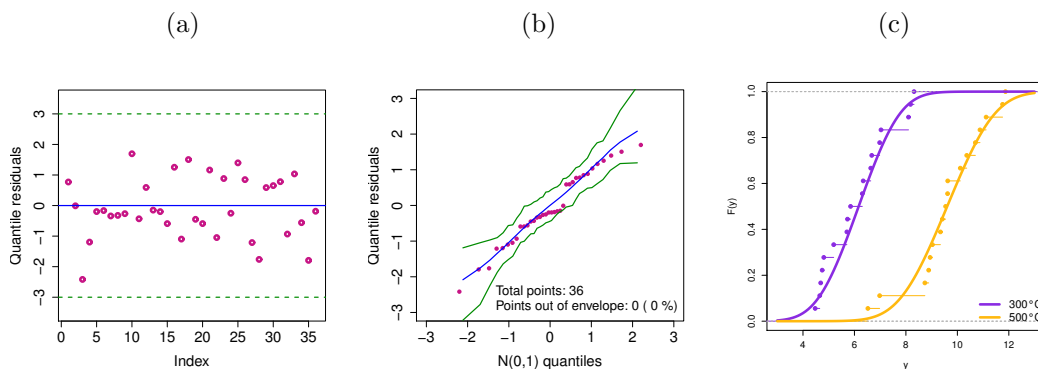 (a)
(b)
(c)
Quantile residuals
3
2
1
0
-1
-2
-3
0 5 10 15 20 25 30 35
Index
Quantile residuals
3
2
1
0
-1
-2
-3
Total points: 36
Points out of envelope: 0 ( 0 %)
-3 -2 -1 0 1 2 3
N(0,1) quantiles
F(y)
1.0
0.8
0.6
0.4
0.2
0.0
300°C
500°C
4 6 8 10 12
y